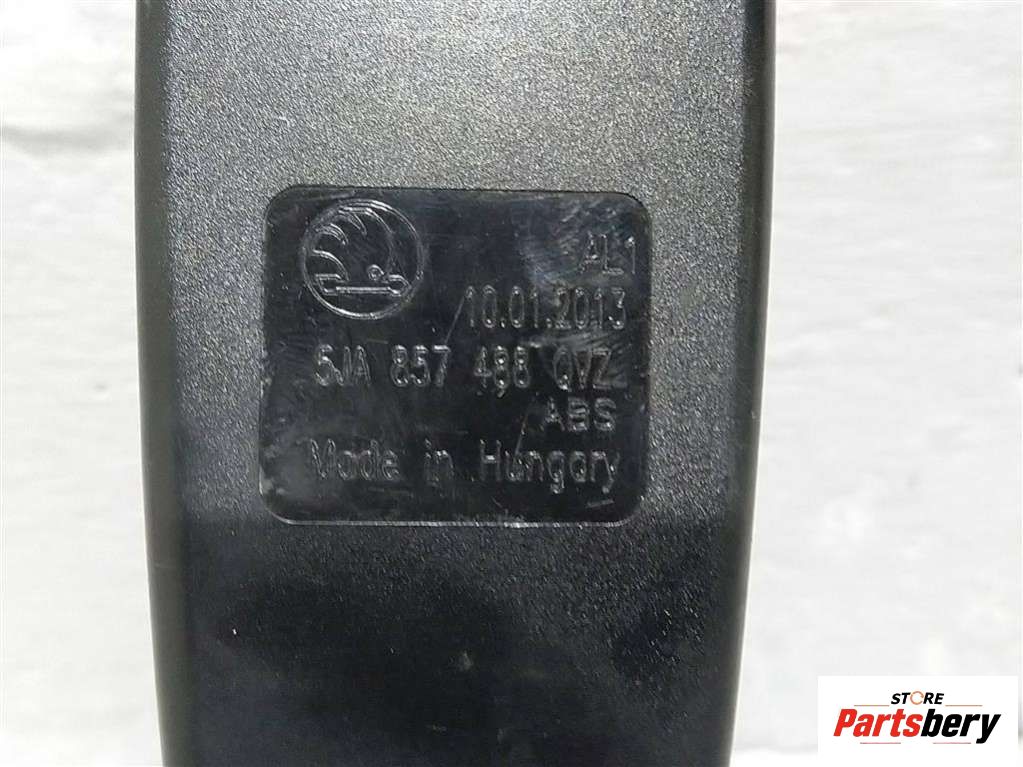 AL1
10.01.2013
5JA 857 488 QVZ
ABS
Made in Hungary
STORE
Partsbery